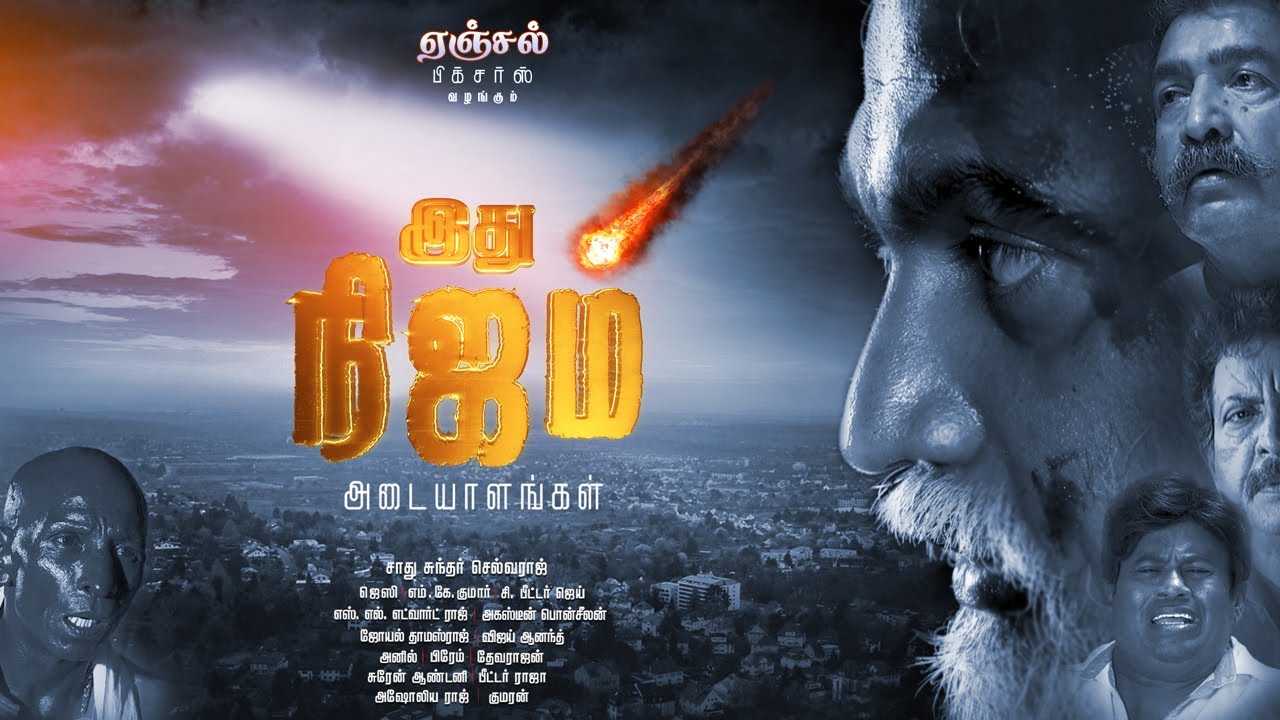 ஏஞ்சல்
பிக்சர்ஸ்
வழங்கும்
இது
நிஜம்
அடையாளங்கள்
சாது சுந்தர் செல்வராஜ்
ஜெஸி | எம். கே. குமார் | சி. பீட்டர் ஜெய்
எஸ். எல். எட்வார்ட் ராஜ் | அகஸ்டீன் பொன்சீலன்
ஜோயல் தாமஸ்ராஜ் | விஜய் ஆனந்த்
அனில் | பிரேம் | தேவராஜன்
சுரேன் ஆண்டனி | பீட்டர் ராஜா
அஷோலிய ராஜ் | குமரன்